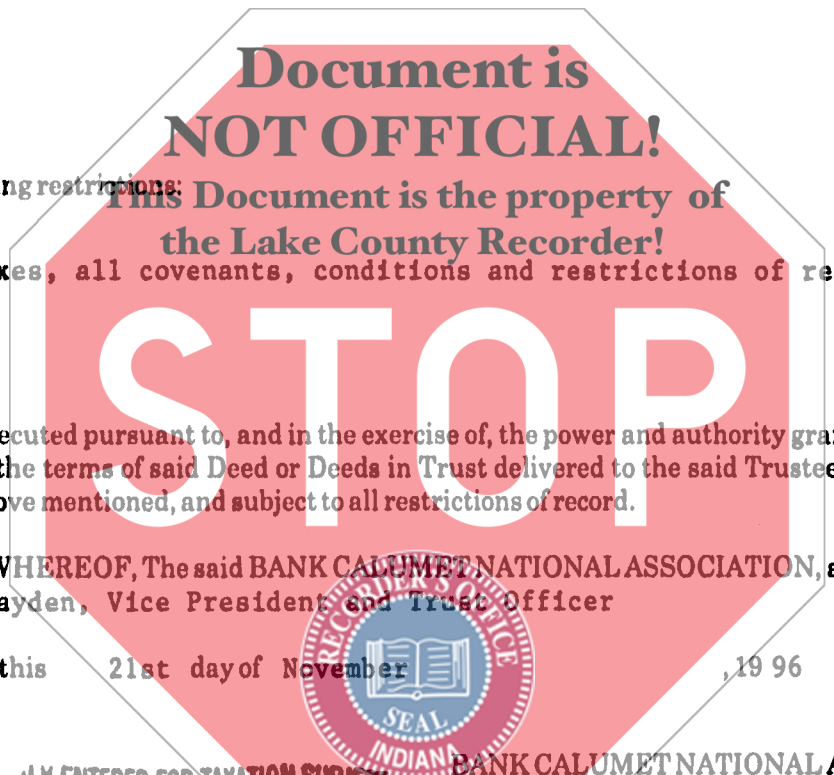 Document is
NOT OFFICIAL!
ng restrictions:
This Document is the property of
the Lake County Recorder!
xes, all covenants, conditions and restrictions of re
STOP
ecuted pursuant to, and in the exercise of, the power and authority gra
the terms of said Deed or Deeds in Trust delivered to the said Trustee
ove mentioned, and subject to all restrictions of record.
WHEREOF, The said BANK CALUMET NATIONAL ASSOCIATION, a
ayden, Vice President and Trust Officer
RECORDER'S OFFICE
this 21st day of November , 19 96
SEAL
INDIANA
BANK CALUMET NATIONAL A
ENTERED FOR TAXATION